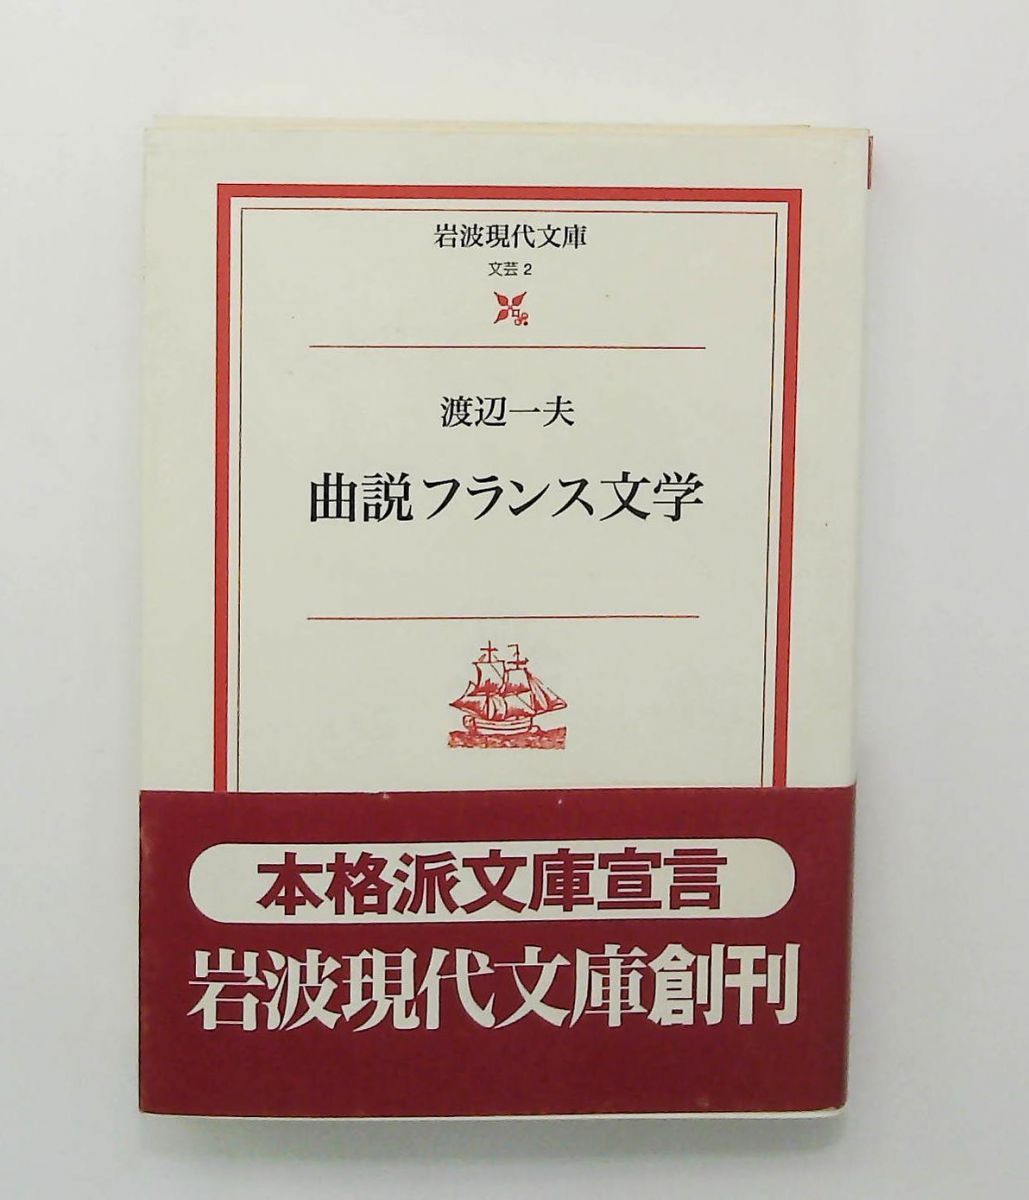 岩波現代文庫
文芸 2
渡辺一夫
曲説フランス文学
本格派文庫宣言
岩波現代文庫創刊